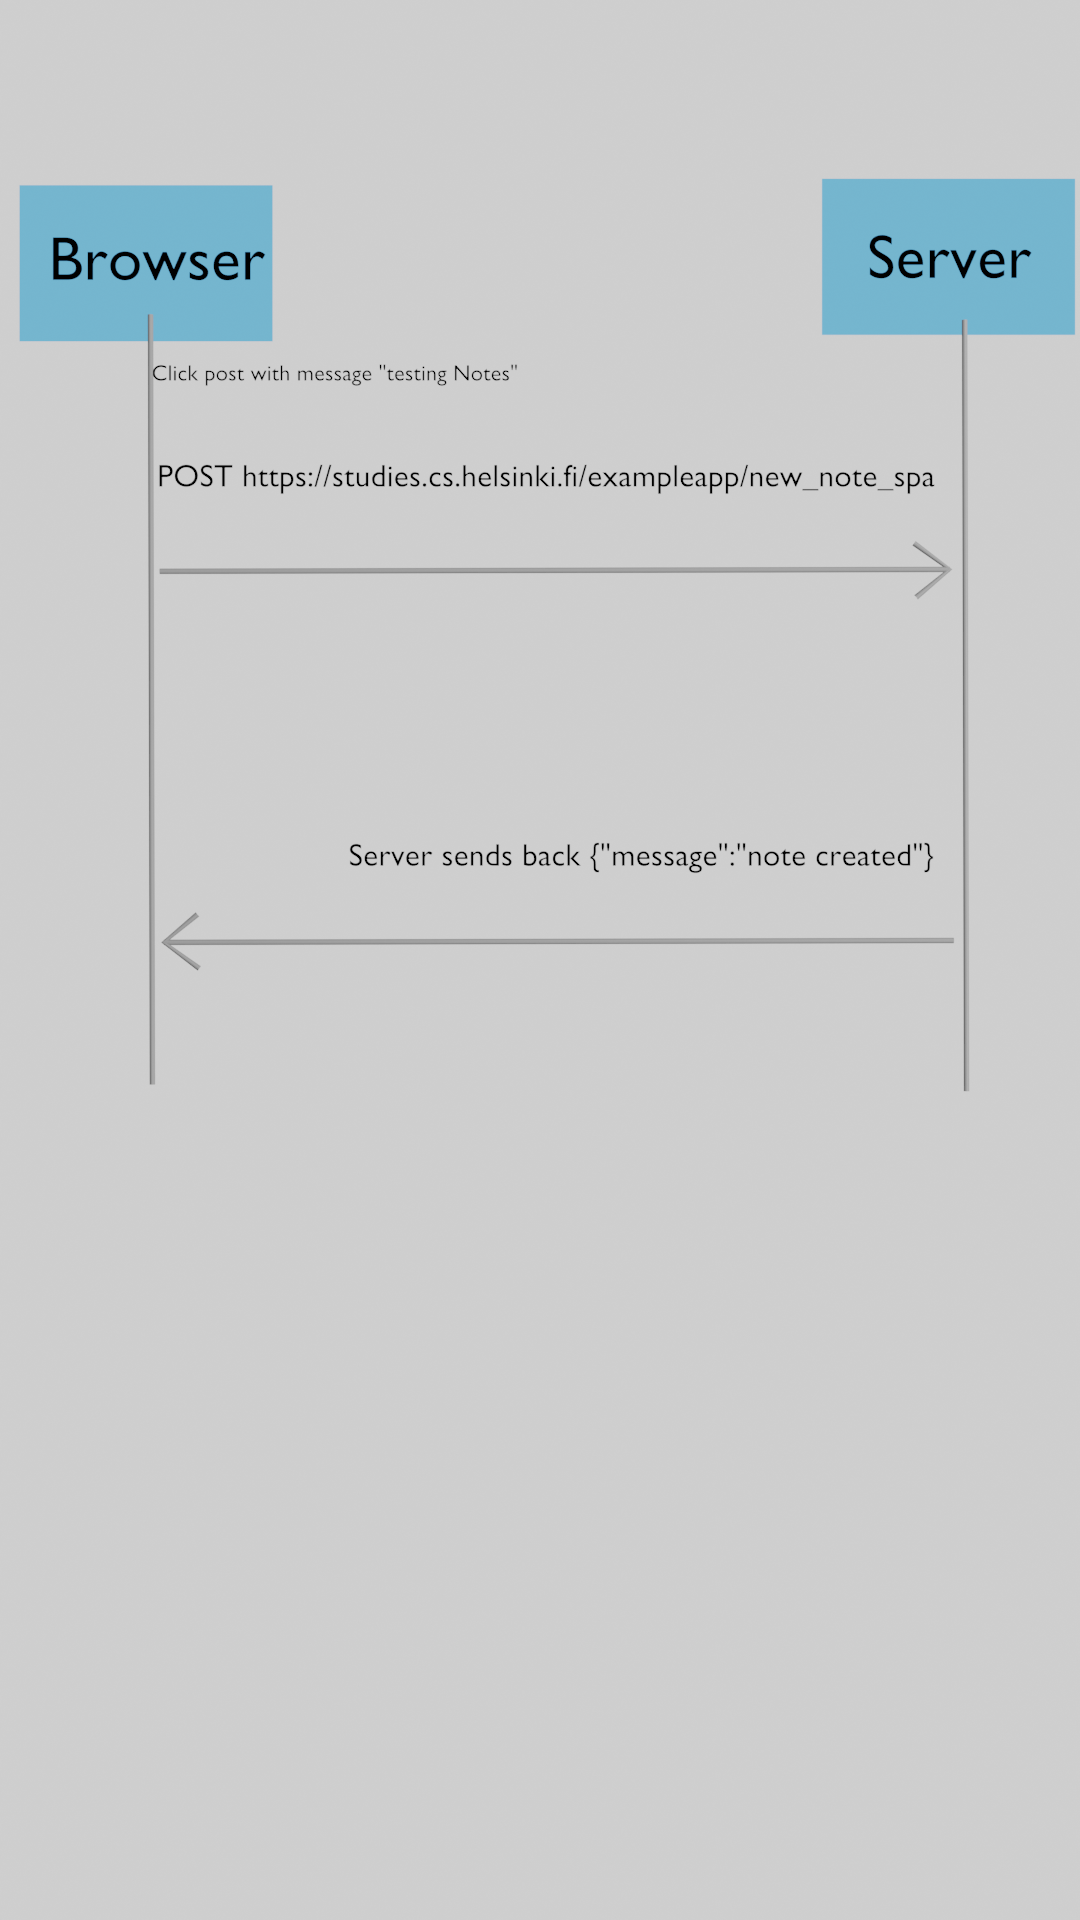 Browser
Server
Click post with message "testing Notes"
POST https://studies.cs.helsinki.fi/exampleapp/new_note_spa
Server sends back {"message":"note created"}